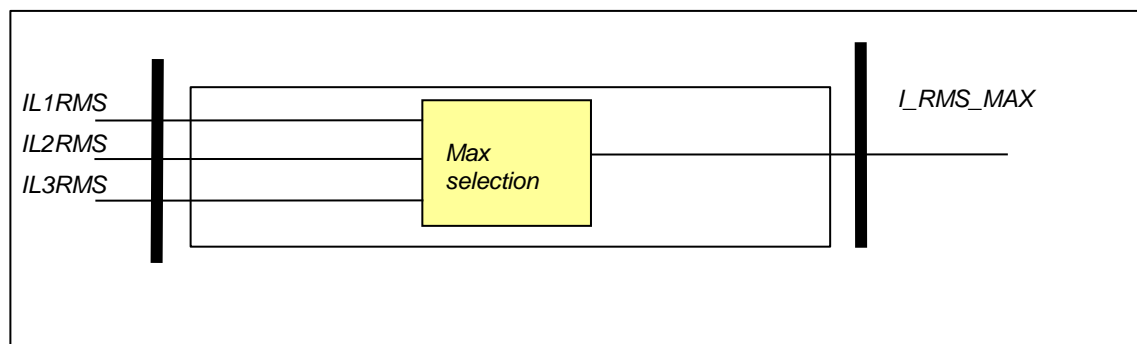 IL1RMS
IL2RMS
IL3RMS
Max
selection
I_RMS_MAX